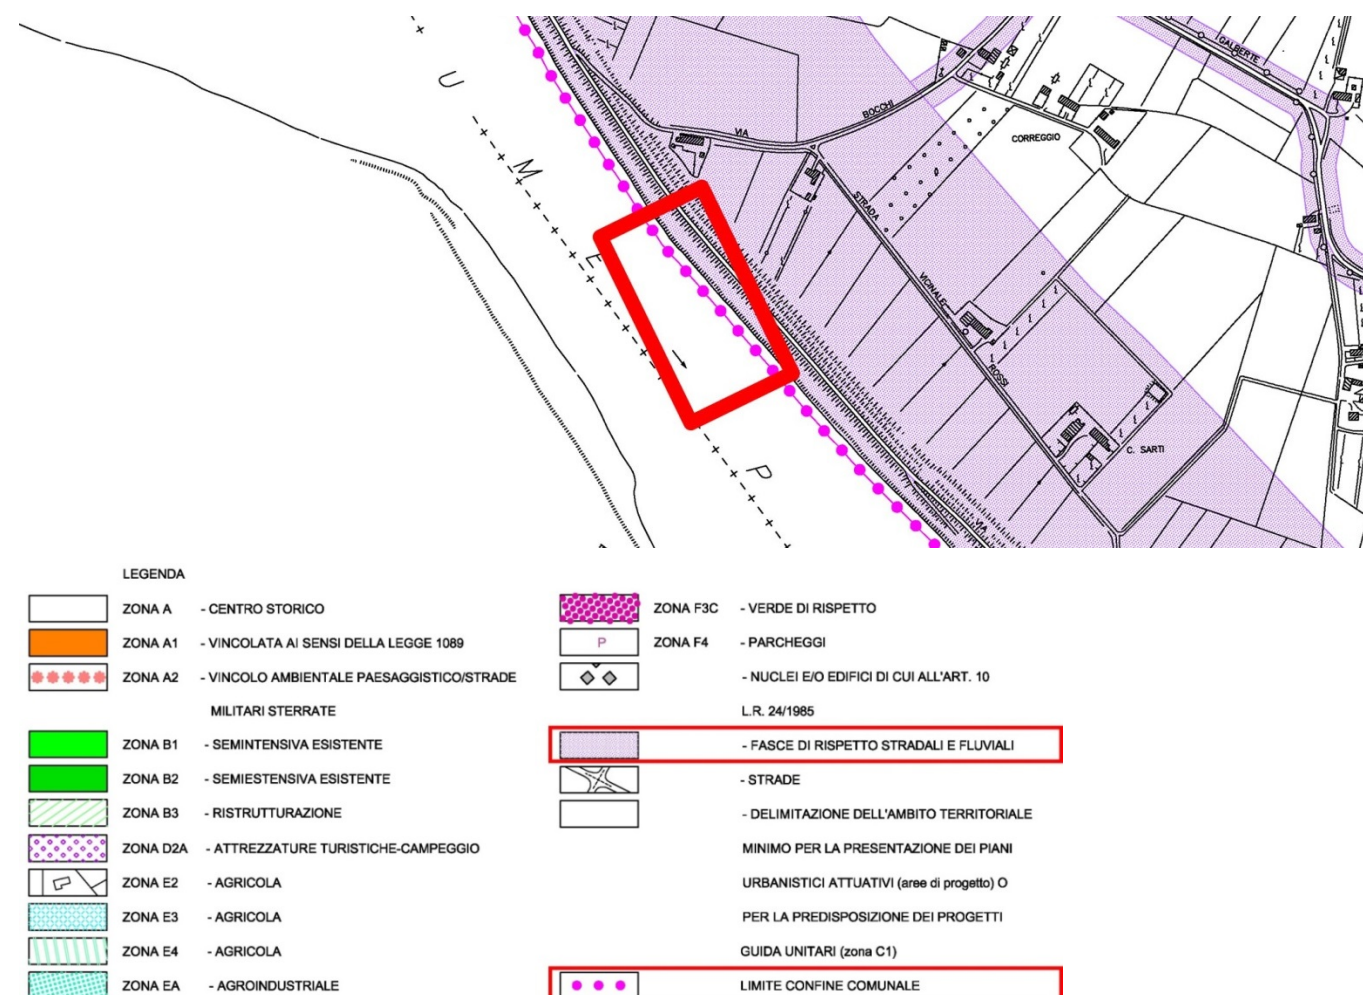 GALBERTE
U
M
E
P
BOCCHI
VIA
CORREGGIO
STRADA
VICINALE
ROSSI
C. SARTI
VIA
LEGENDA
ZONA A - CENTRO STORICO
ZONA A1 - VINCOLATA AI SENSI DELLA LEGGE 1089
ZONA A2 - VINCOLO AMBIENTALE PAESAGGISTICO/STRADE
MILITARI STERRATE
ZONA B1 - SEMINTENSIVA ESISTENTE
ZONA B2 - SEMIESTENSIVA ESISTENTE
ZONA B3 - RISTRUTTURAZIONE
ZONA D2A - ATTREZZATURE TURISTICHE-CAMPEGGIO
ZONA E2 - AGRICOLA
ZONA E3 - AGRICOLA
ZONA E4 - AGRICOLA
ZONA EA - AGROINDUSTRIALE
ZONA F3C - VERDE DI RISPETTO
P ZONA F4 - PARCHEGGI
- NUCLEI E/O EDIFICI DI CUI ALL'ART. 10
L.R. 24/1985
- FASCE DI RISPETTO STRADALI E FLUVIALI
- STRADE
- DELIMITAZIONE DELL'AMBITO TERRITORIALE
MINIMO PER LA PRESENTAZIONE DEI PIANI
URBANISTICI ATTUATIVI (aree di progetto) O
PER LA PREDISPOSIZIONE DEI PROGETTI
GUIDA UNITARI (zona C1)
LIMITE CONFINE COMUNALE